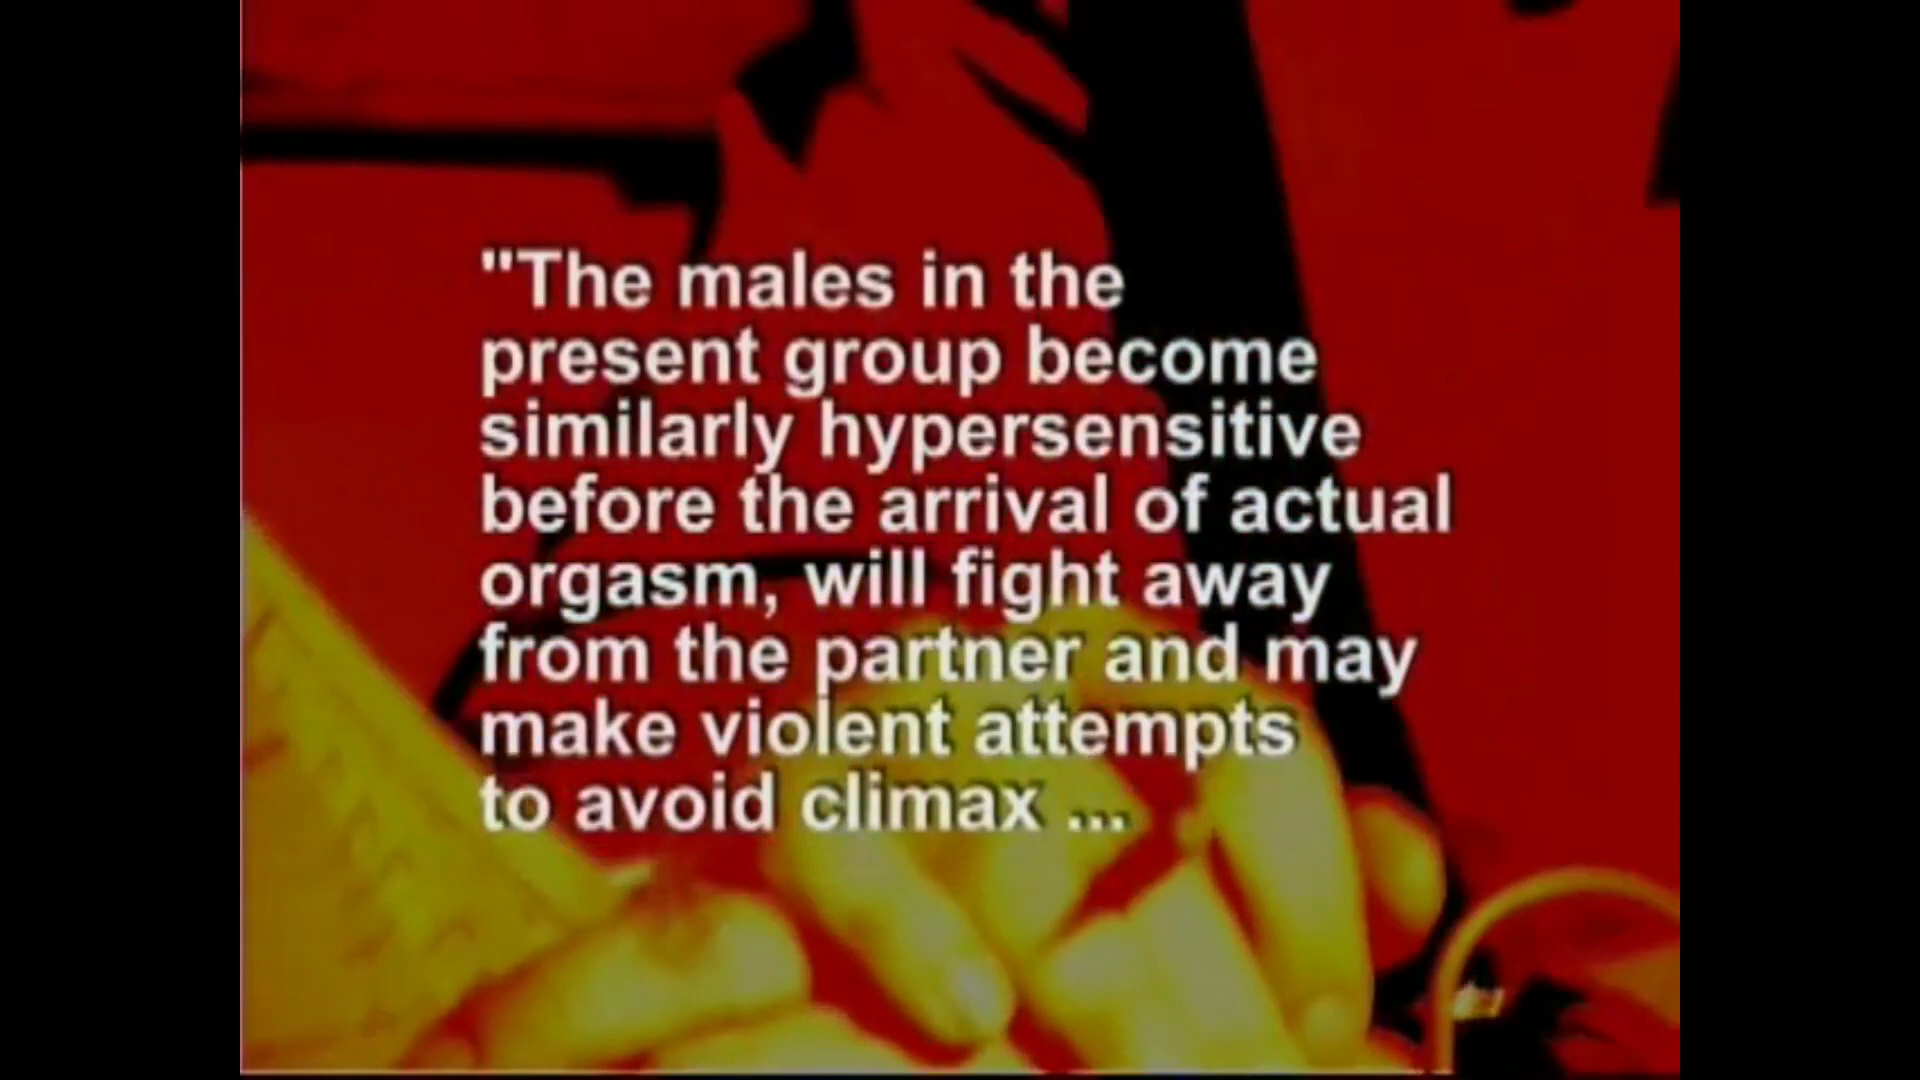 "The males in the
present group become
similarly hypersensitive
before the arrival of actual
orgasm, will fight away
from the partner and may
make violent attempts
to avoid climax ...